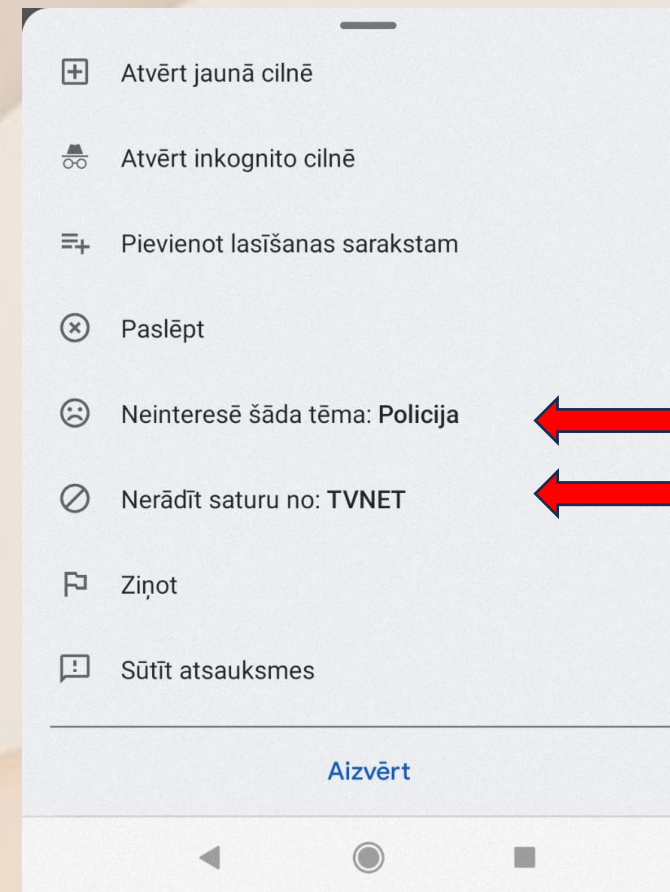 Atvērt jaunā cilnē
Atvērt inkognito cilnē
Pievienot lasīšanas sarakstam
Paslēpt
Neinteresē šāda tēma: Policija
Nerādīt saturu no: TVNET
Ziņot
Sūtīt atsauksmes
Aizvērt